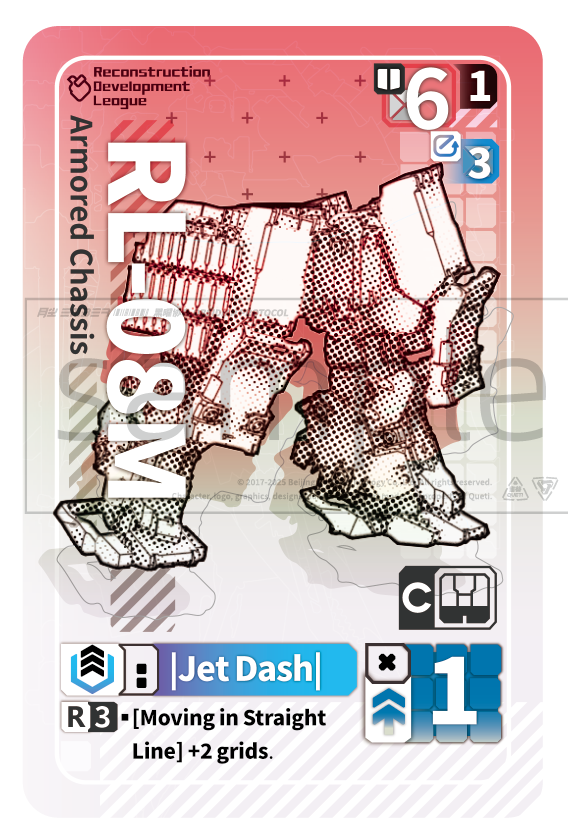 Reconstruction
Development
League
6
1
3
Armored Chassis
RL-08M
sample
C
|Jet Dash|
1
R 3 [Moving in Straight
Line] +2 grids.